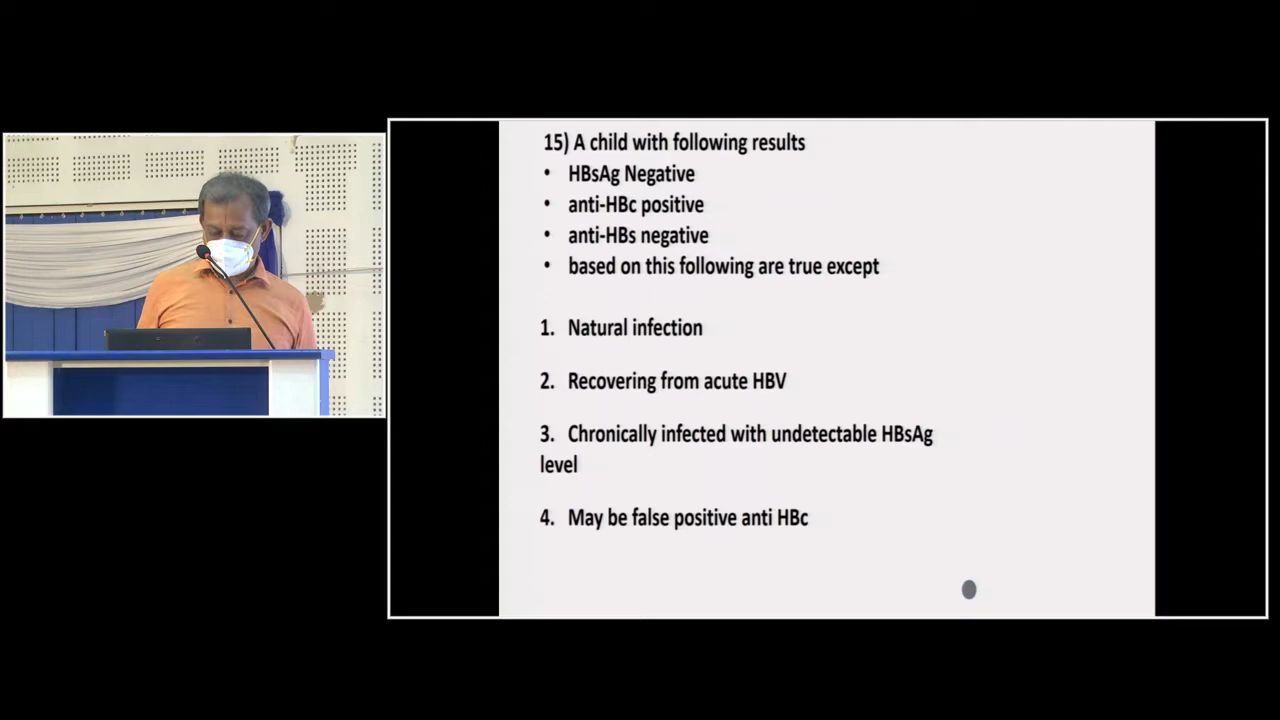 15) A child with following results
• HBsAg Negative
• anti-HBc positive
• anti-HBs negative
• based on this following are true except
1. Natural infection
2. Recovering from acute HBV
3. Chronically infected with undetectable HBsAg
level
4. May be false positive anti HBc